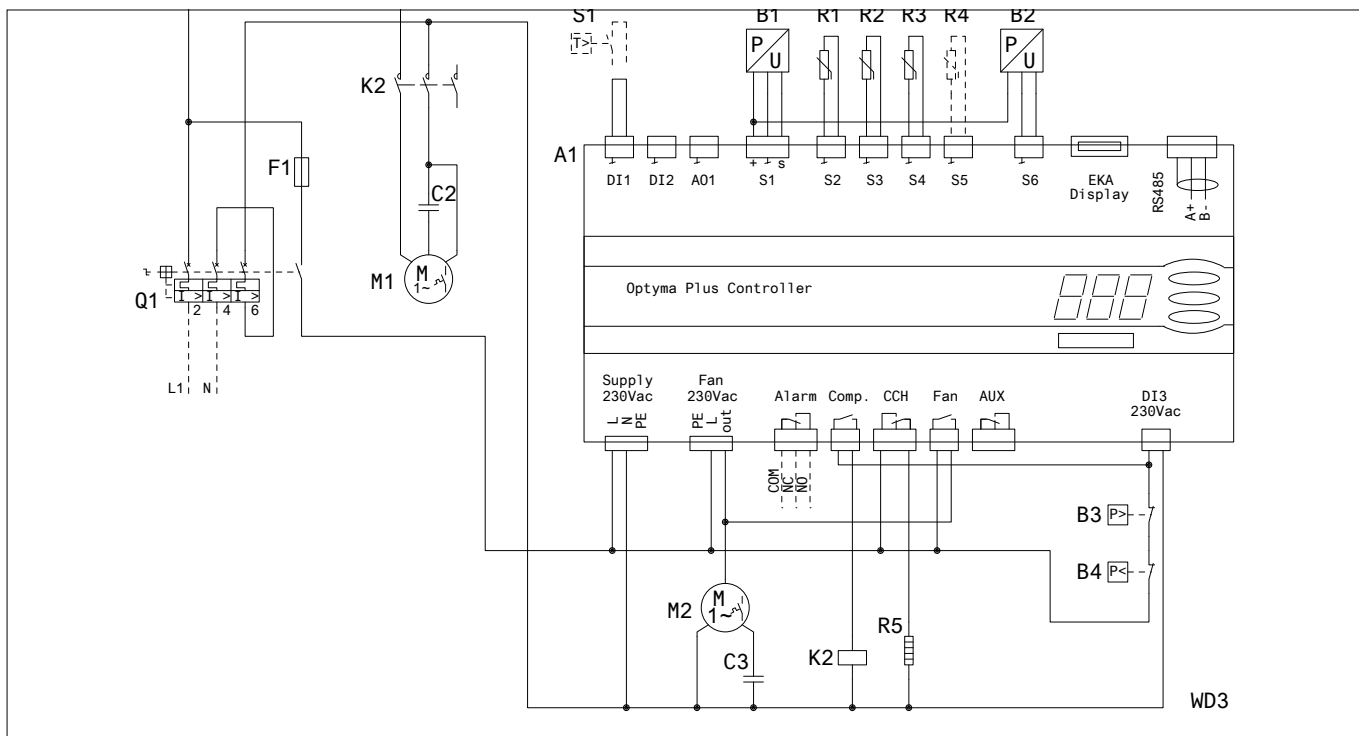 S1 B1 R1 R2 R3 R4 B2
T> P U P U
K2
F1 A1
+ s
DI1 DI2 AO1 S1 S2 S3 S4 S5 S6 EKA Display RS485 A+ B-
C2
M1 M 1~
Q1 I > I > I >
2 4 6
Optyma Plus Controller
L1 N
Supply 230Vac Fan 230Vac Alarm Comp. CCH Fan AUX DI3 230Vac
L N PE PE L out
COM NC NO
B3 P>
B4 P<
M2 M 1~
R5
C3 K2
WD3